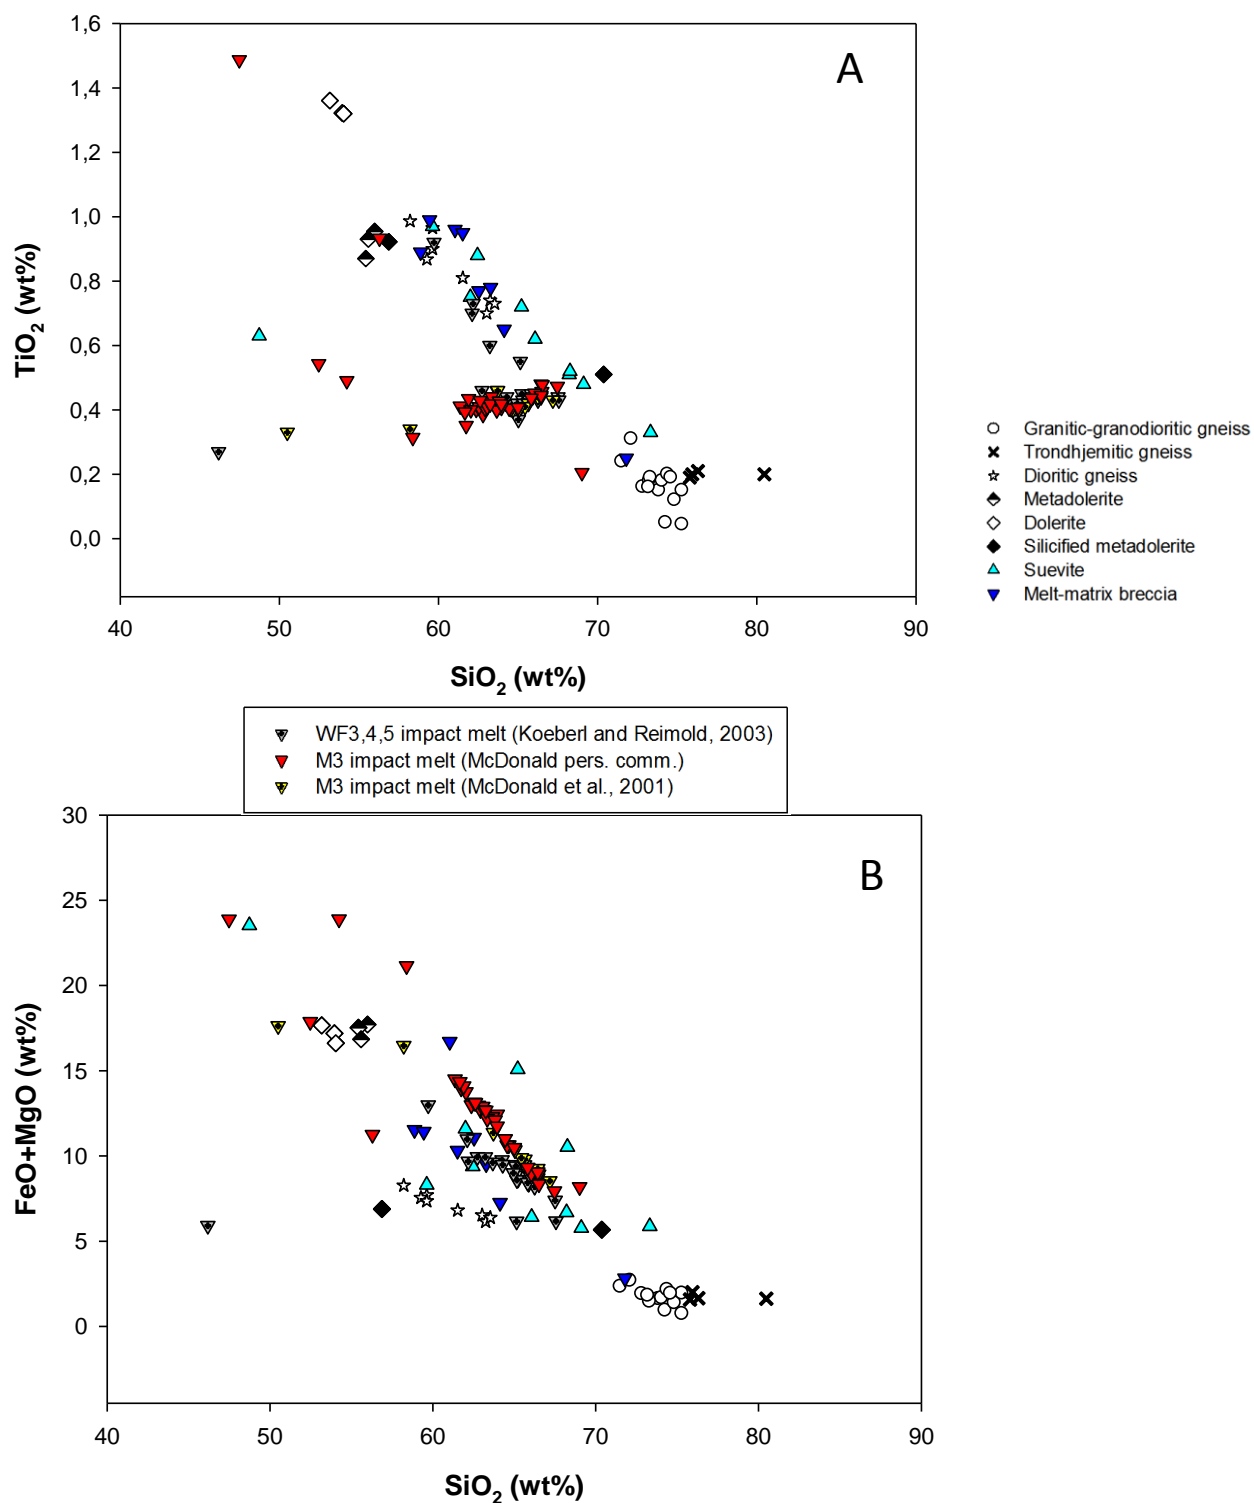 1,6
1,4
1,2
1,0
0,8
0,6
0,4
0,2
0,0
TiO2 (wt%)
A
40 50 60 70 80 90
SiO2 (wt%)
Granitic-granodioritic gneiss
Trondhjemitic gneiss
Dioritic gneiss
Metadolerite
Dolerite
Silicified metadolerite
Suevite
Melt-matrix breccia
WF3,4,5 impact melt (Koeberl and Reimold, 2003)
M3 impact melt (McDonald pers. comm.)
M3 impact melt (McDonald et al., 2001)
30
25
20
15
10
5
0
FeO+MgO (wt%)
B
40 50 60 70 80 90
SiO2 (wt%)